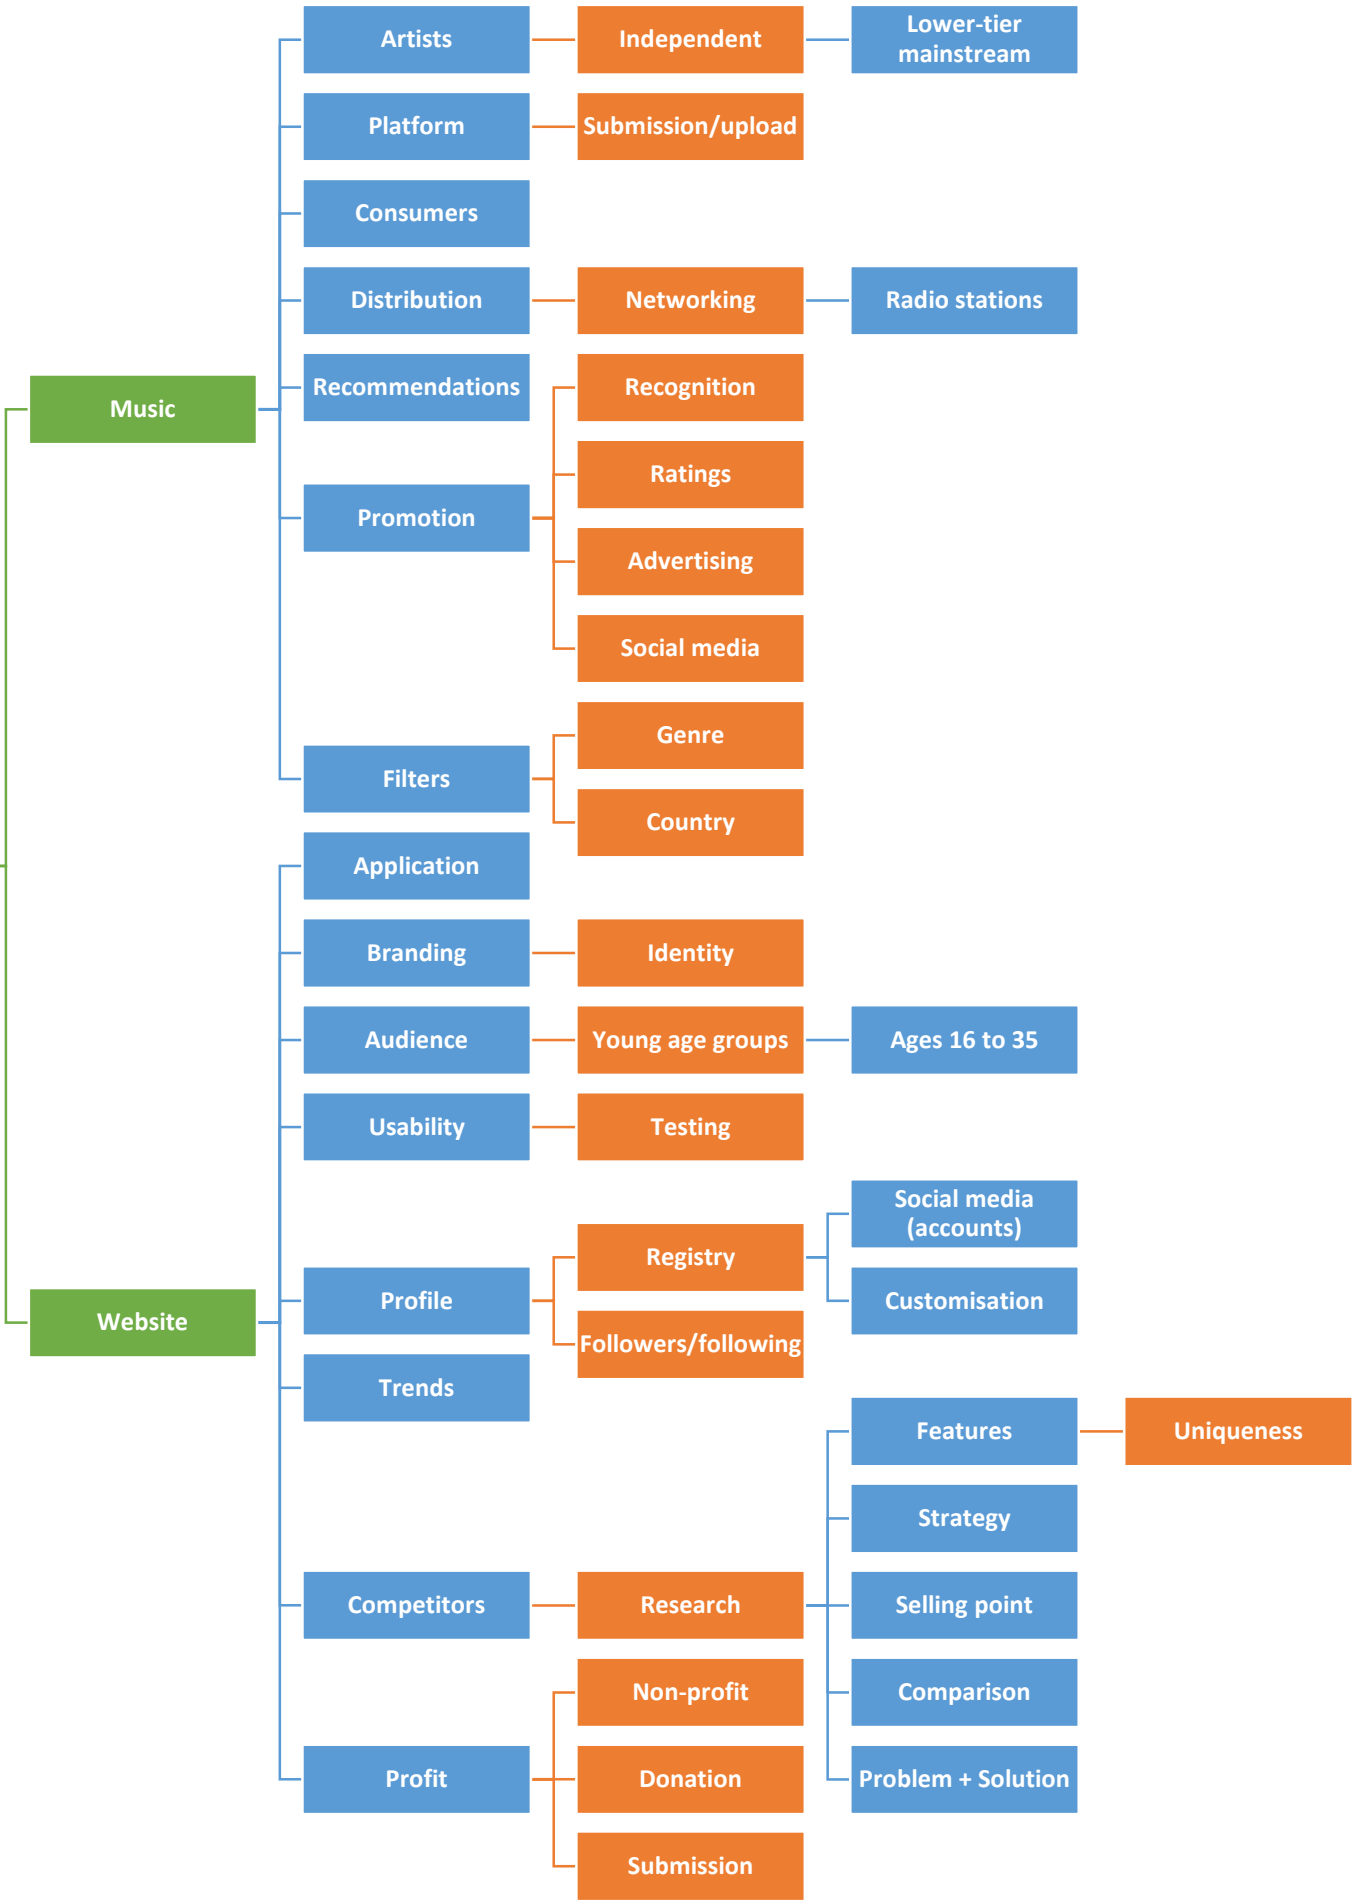 Artists
Independent
Lower-tier
mainstream
Platform
Submission/upload
Consumers
Distribution
Networking
Radio stations
Music
Recommendations
Recognition
Ratings
Promotion
Advertising
Social media
Genre
Filters
Country
Application
Branding
Identity
Audience
Young age groups
Ages 16 to 35
Usability
Testing
Social media
(accounts)
Registry
Website
Profile
Customisation
Followers/following
Trends
Features
Uniqueness
Strategy
Competitors
Research
Selling point
Non-profit
Comparison
Profit
Donation
Problem + Solution
Submission